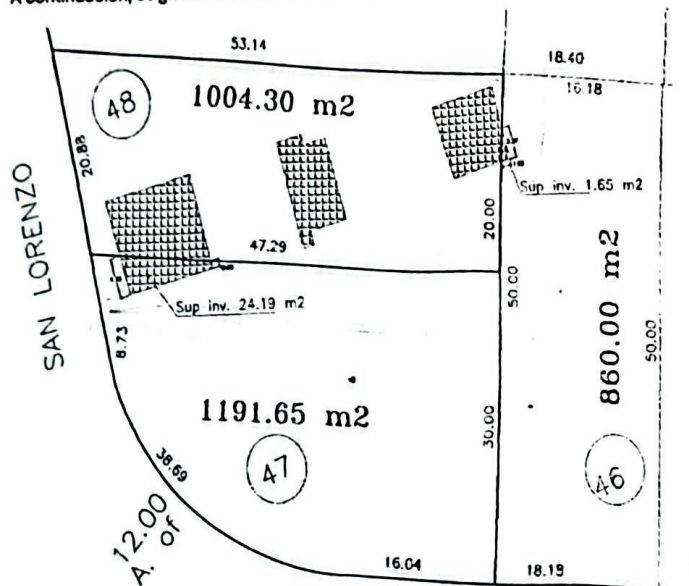 53.14
18.40
16.18
48
1004.30 m2
20.88
SAN LORENZO
Sup inv. 1.65 m2
20.00
47.29
50.00
860.00 m2
50.00
Sup inv. 24.19 m2
8.73
1191.65 m2
30.00
38.69
47
46
12.00
A. of
16.04
18.19